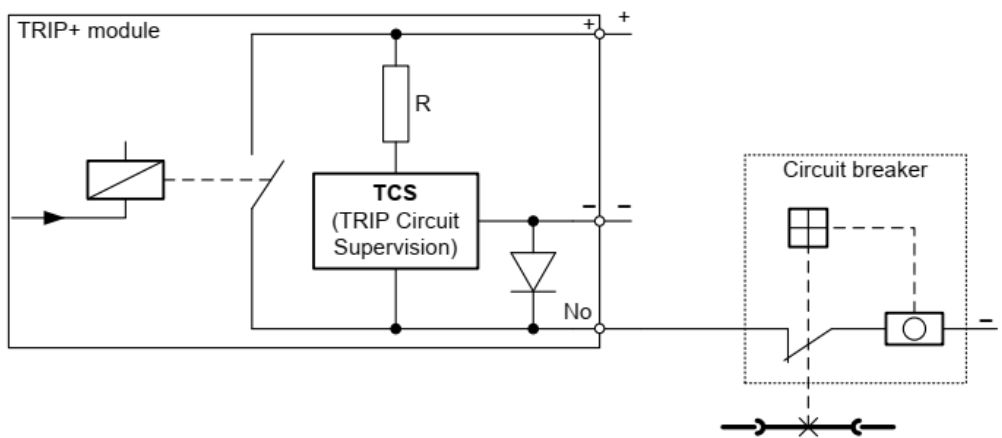 TRIP+ module
+ +
R
TCS
(TRIP Circuit
Supervision)
– –
No
Circuit breaker
–